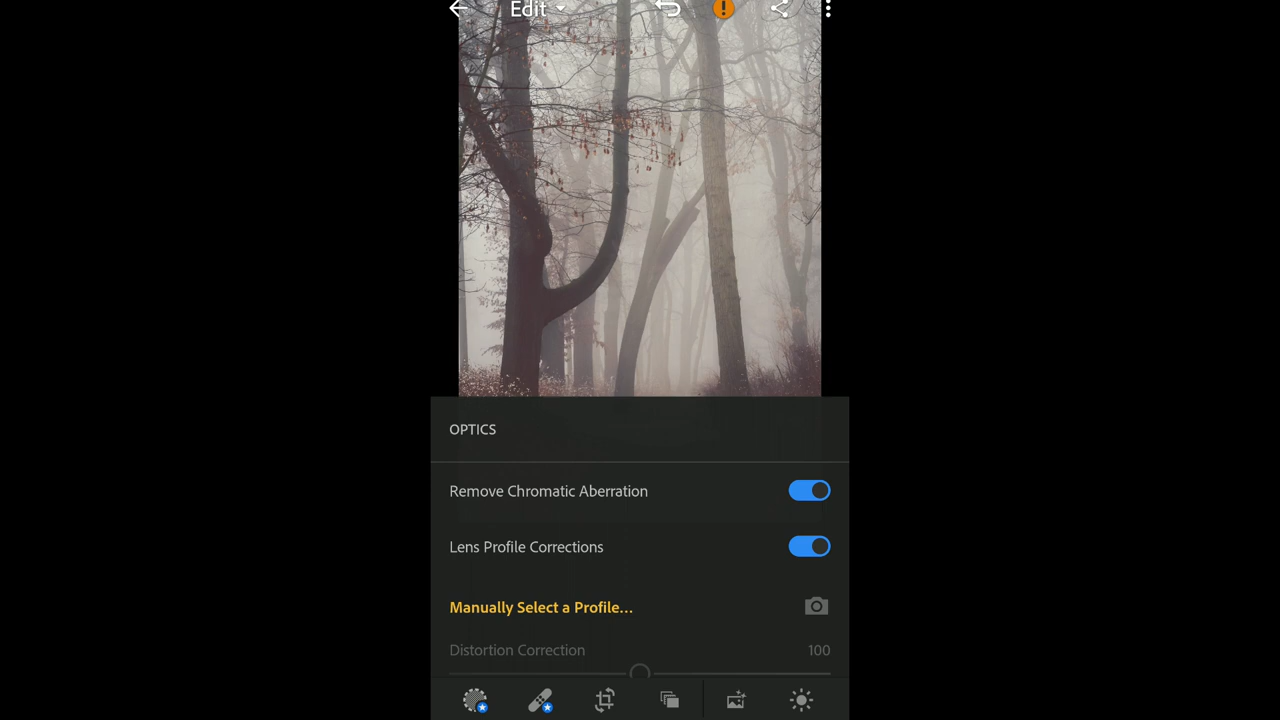 Edit
OPTICS
Remove Chromatic Aberration
Lens Profile Corrections
Manually Select a Profile...
Distortion Correction 100